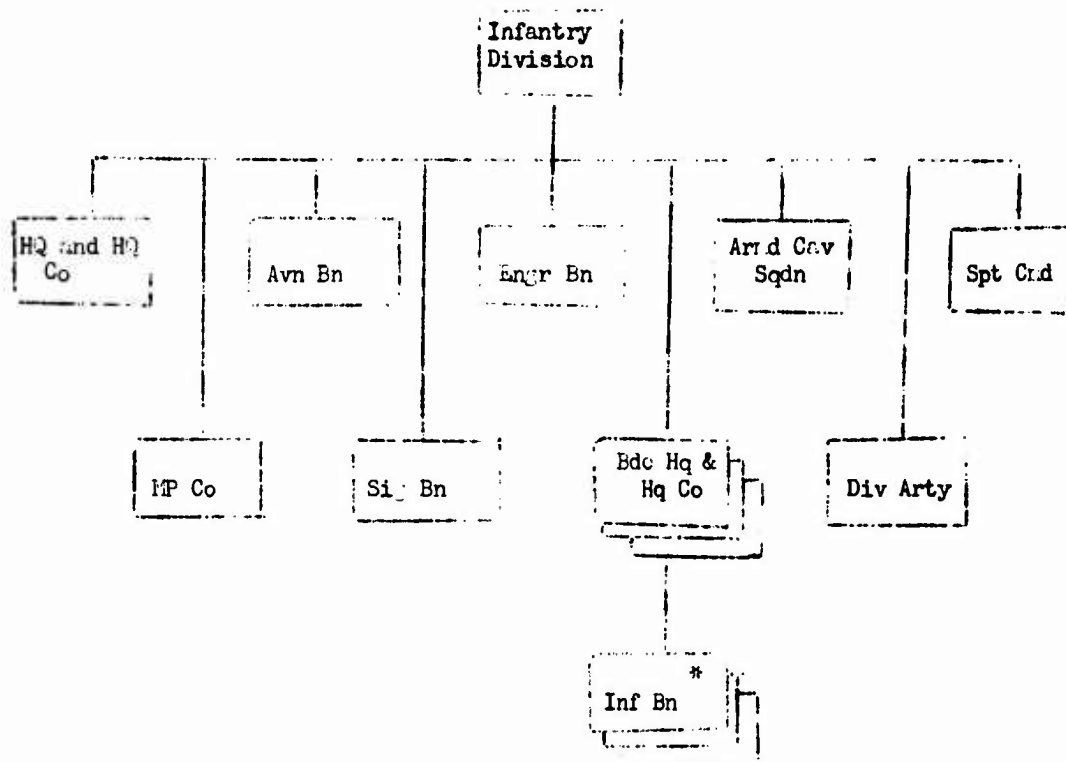 Infantry
Division
HQ and HQ
Co
Avn Bn
Engr Bn
Armd Cav
Sqdn
Spt Cmd
MP Co
Sig Bn
Bde Hq &
Hq Co
Div Arty
*
Inf Bn